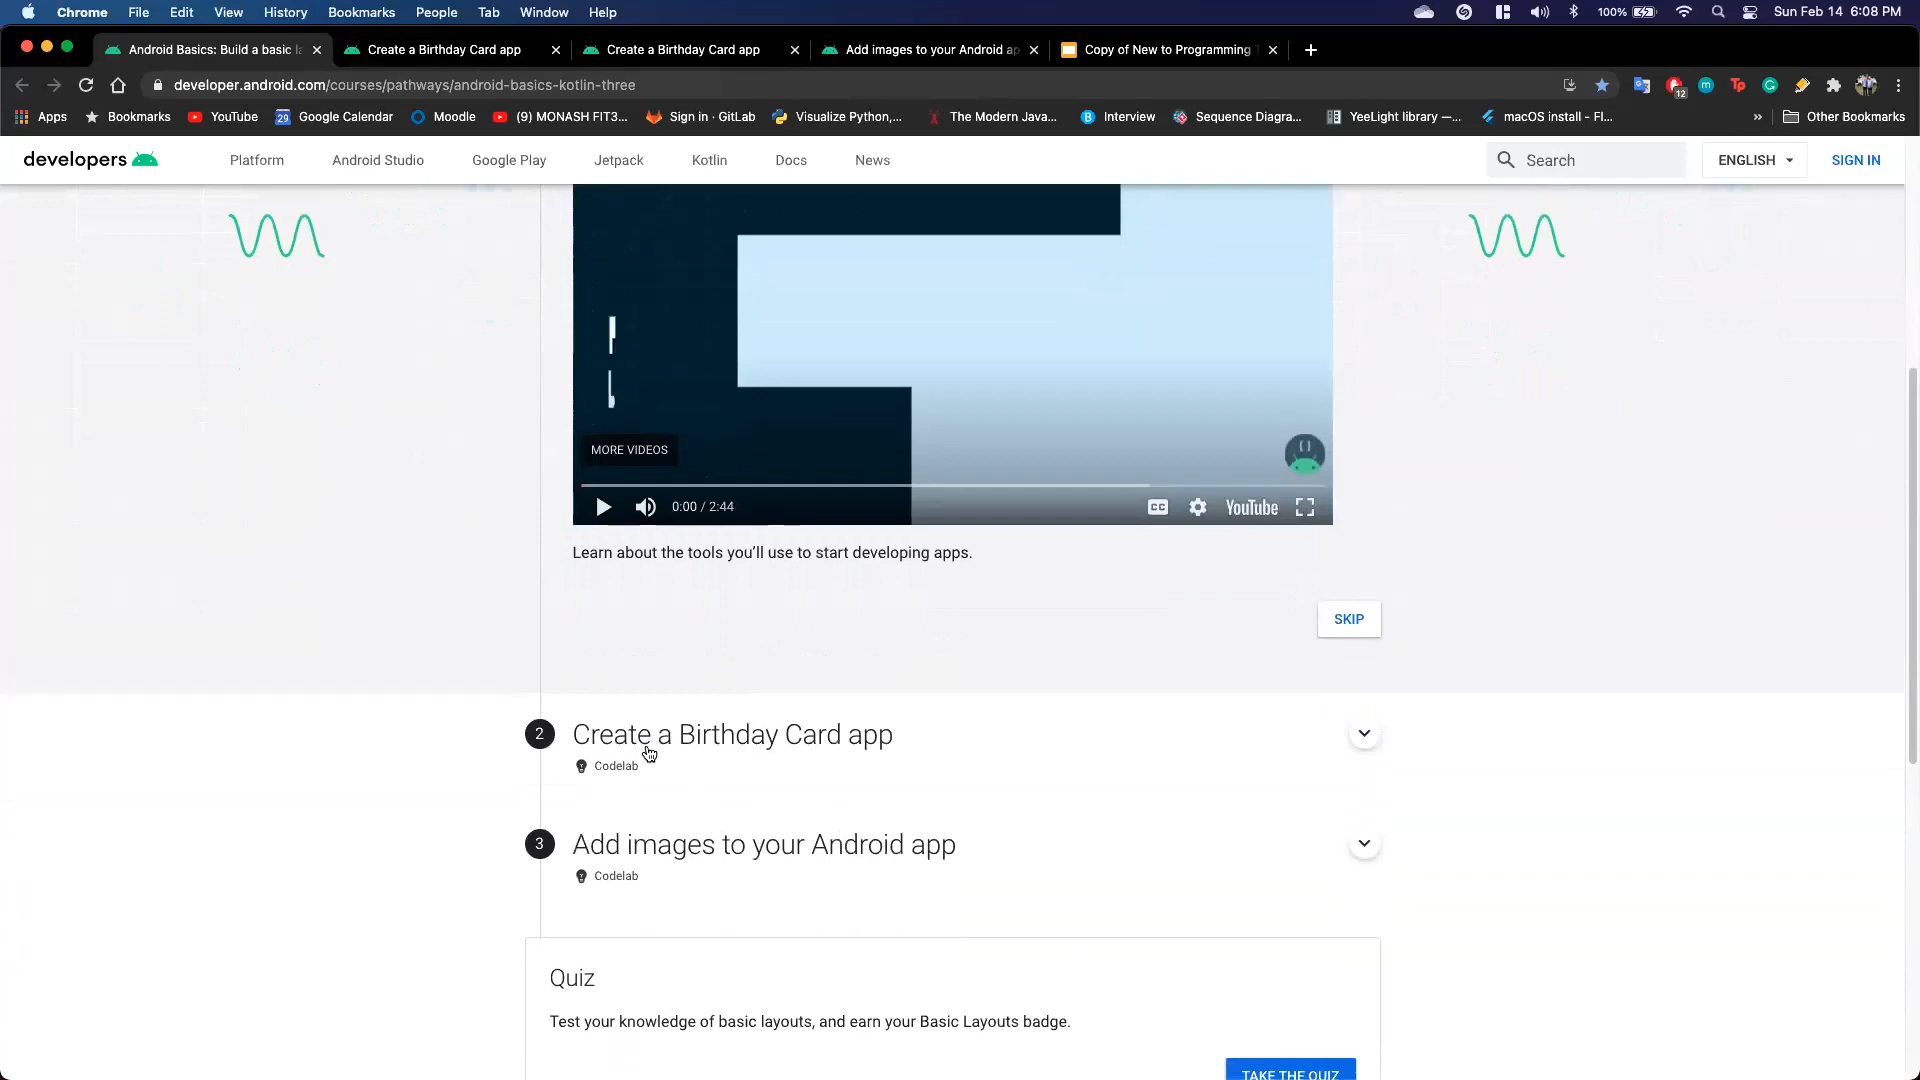 Chrome File Edit View History Bookmarks People Tab Window Help 100% Sun Feb 14 6:08 PM
Android Basics: Build a basic la Create a Birthday Card app Create a Birthday Card app Add images to your Android ap Copy of New to Programming T
developer.android.com/courses/pathways/android-basics-kotlin-three 12
Apps Bookmarks YouTube 29 Google Calendar Moodle (9) MONASH FIT3... Sign in · GitLab Visualize Python,... The Modern Java... Interview Sequence Diagra... YeeLight library —... macOS install - Fl... » Other Bookmarks
developers Platform Android Studio Google Play Jetpack Kotlin Docs News Search ENGLISH SIGN IN
MORE VIDEOS
0:00 / 2:44 CC YouTube
Learn about the tools you’ll use to start developing apps.
SKIP
2 Create a Birthday Card app
Codelab
3 Add images to your Android app
Codelab
Quiz
Test your knowledge of basic layouts, and earn your Basic Layouts badge.
TAKE THE QUIZ